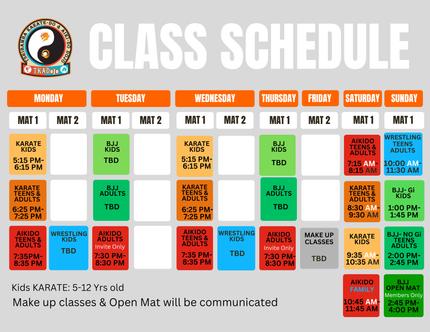 CLASS SCHEDULE
TKADojo
MONDAY TUESDAY WEDNESDAY THURSDAY FRIDAY SATURDAY SUNDAY
MAT 1 MAT 2 MAT 1 MAT 2 MAT 1 MAT 2 MAT 1 MAT 2 MAT 1 MAT 1
KARATE
KIDS
5:15 PM-
6:15 PM
BJJ
KIDS
TBD
KARATE
KIDS
5:15 PM-
6:15 PM
BJJ
KIDS
TBD
AIKIDO
TEENS &
ADULTS
7:15 AM-
8:15 AM
WRESTLING
TEENS
ADULTS
10:00 AM-
11:30 AM
KARATE
TEENS &
ADULTS
6:25 PM-
7:25 PM
BJJ
ADULTS
TBD
KARATE
TEENS &
ADULTS
6:25 PM-
7:25 PM
BJJ
ADULTS
TBD
KARATE
TEENS &
ADULTS
8:30 AM-
9:30 AM
BJJ- Gi
KIDS
1:00 PM-
1:45 PM
AIKIDO
TEENS &
ADULTS
7:35PM-
8:35 PM
WRESTLING
KIDS
TBD
AIKIDO
ADULTS
Invite Only
7:30 PM-
8:30 PM
AIKIDO
TEENS &
ADULTS
7:35 PM-
8:35 PM
WRESTLING
KIDS
TBD
AIKIDO
ADULTS
Invite Only
7:30 PM-
8:30 PM
MAKE UP
CLASSES
TBD
KARATE
KIDS
9:35 AM-
10:35 AM
BJJ- NO Gi
TEENS
ADULTS
2:00 PM-
2:45 PM
AIKIDO
FAMILY
10:45 AM-
11:45 AM
BJJ
OPEN MAT
Members Only
2:45 PM-
4:00 PM
Kids KARATE: 5-12 Yrs old
Make up classes & Open Mat will be communicated